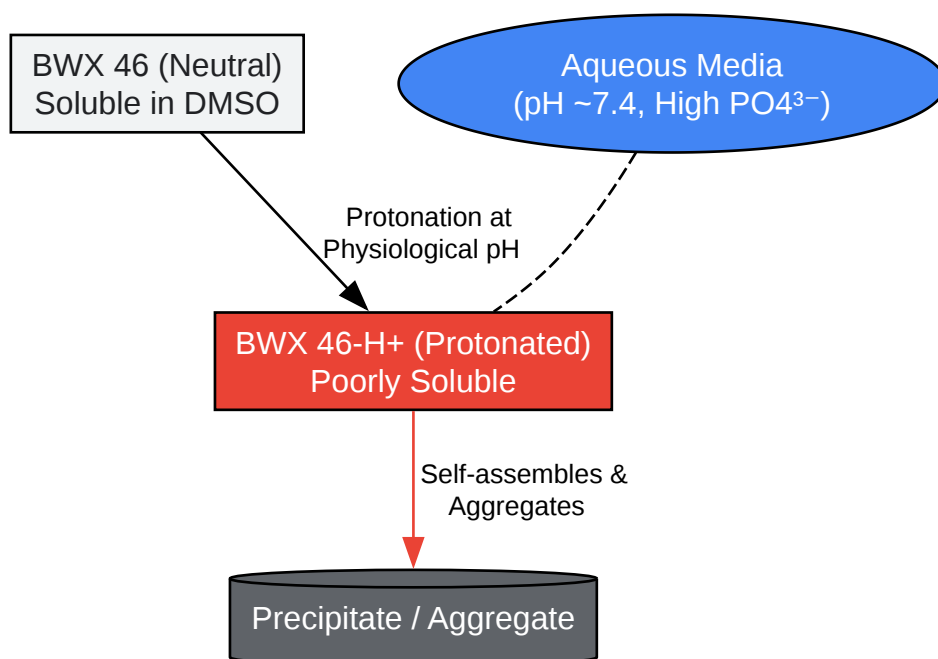 BWX 46 (Neutral)
Soluble in DMSO
Aqueous Media
(pH ~7.4, High PO4³⁻)
Protonation at
Physiological pH
BWX 46-H+ (Protonated)
Poorly Soluble
Self-assembles &
Aggregates
Precipitate / Aggregate